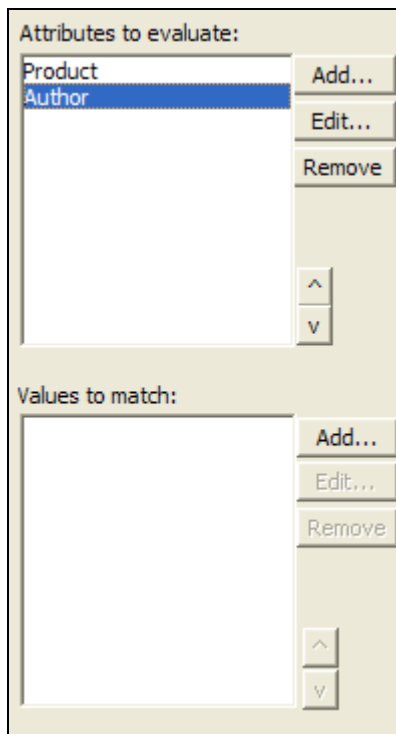 Attributes to evaluate:
Product
Add...
Author
Edit...
Remove
^
v
Values to match:
Add...
Edit...
Remove
^
v